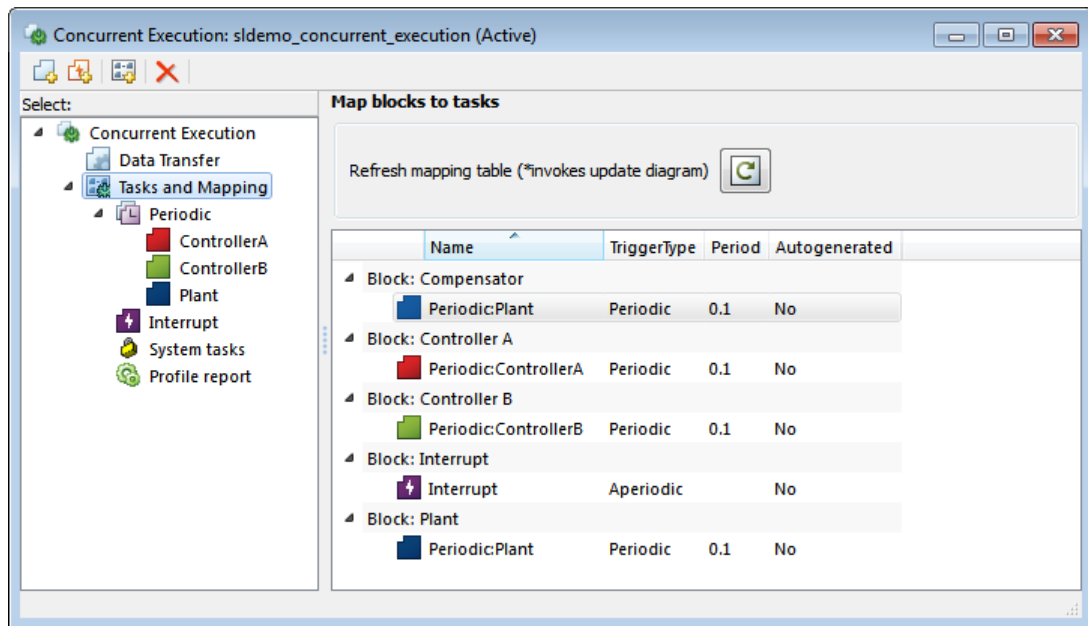 Concurrent Execution: sldemo_concurrent_execution (Active)
Select:
Concurrent Execution
Data Transfer
Tasks and Mapping
Periodic
ControllerA
ControllerB
Plant
Interrupt
System tasks
Profile report
Map blocks to tasks
Refresh mapping table (*invokes update diagram)
Name TriggerType Period Autogenerated
Block: Compensator
Periodic:Plant Periodic 0.1 No
Block: Controller A
Periodic:ControllerA Periodic 0.1 No
Block: Controller B
Periodic:ControllerB Periodic 0.1 No
Block: Interrupt
Interrupt Aperiodic No
Block: Plant
Periodic:Plant Periodic 0.1 No